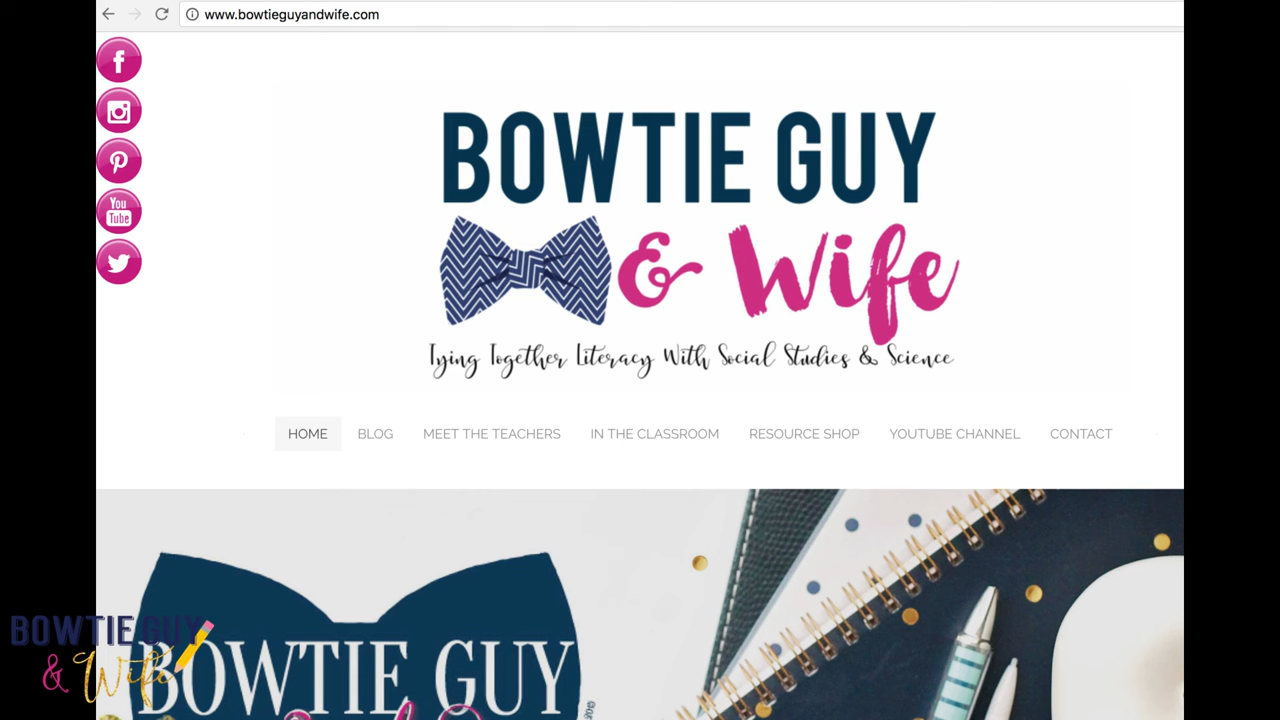 www.bowtieguyandwife.com
f
You
Tube
BOWTIE GUY
& Wife
Tying Together Literacy With Social Studies & Science
HOME BLOG MEET THE TEACHERS IN THE CLASSROOM RESOURCE SHOP YOUTUBE CHANNEL CONTACT
BOWTIE GUY
BOWTIE GUY
& Wife